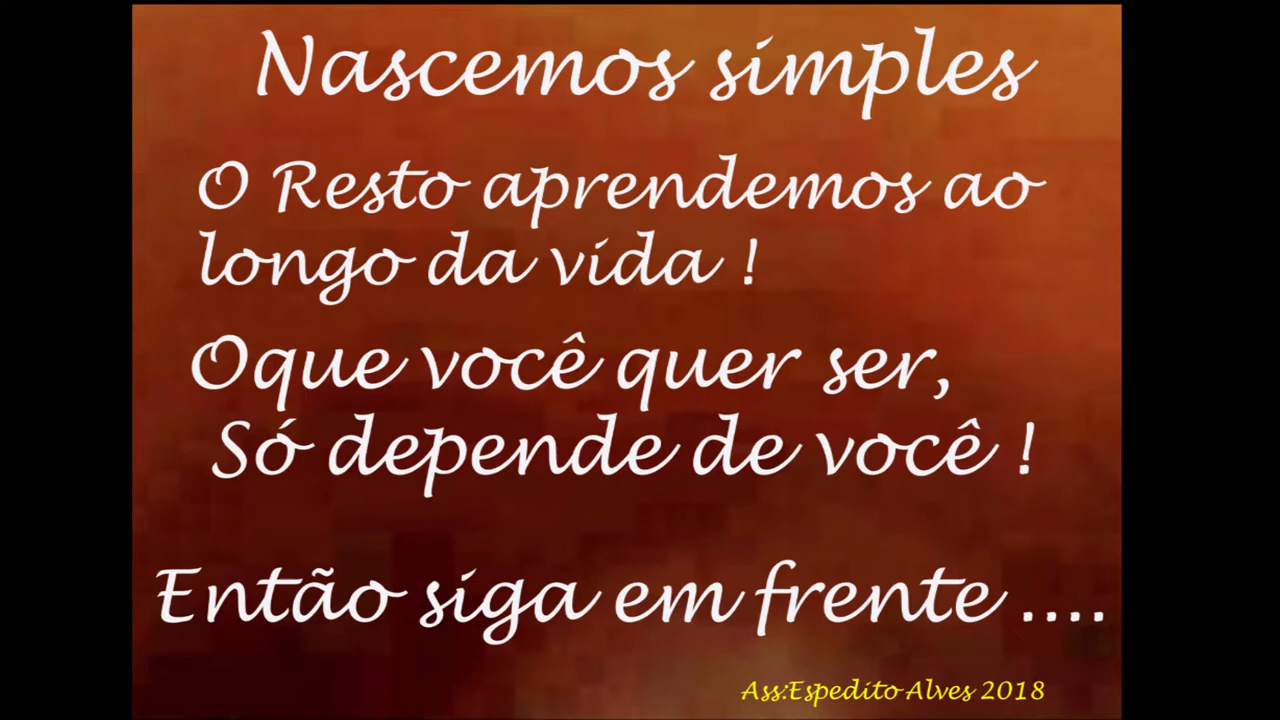 Nascemos simples
O Resto aprendemos ao
longo da vida !
Oque você quer ser,
Só depende de você !
Então siga em frente ....
Ass:Espedito Alves 2018